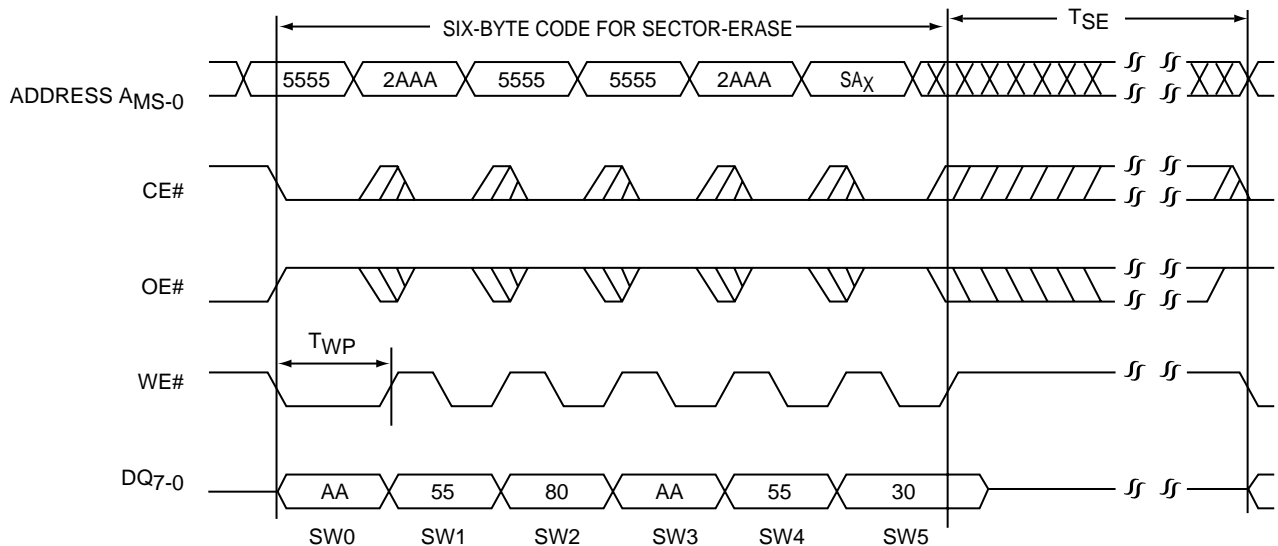 SIX-BYTE CODE FOR SECTOR-ERASE TSE
ADDRESS AMS-0 5555 2AAA 5555 5555 2AAA SAX
CE#
OE#
TWP
WE#
DQ7-0 AA 55 80 AA 55 30
SW0 SW1 SW2 SW3 SW4 SW5